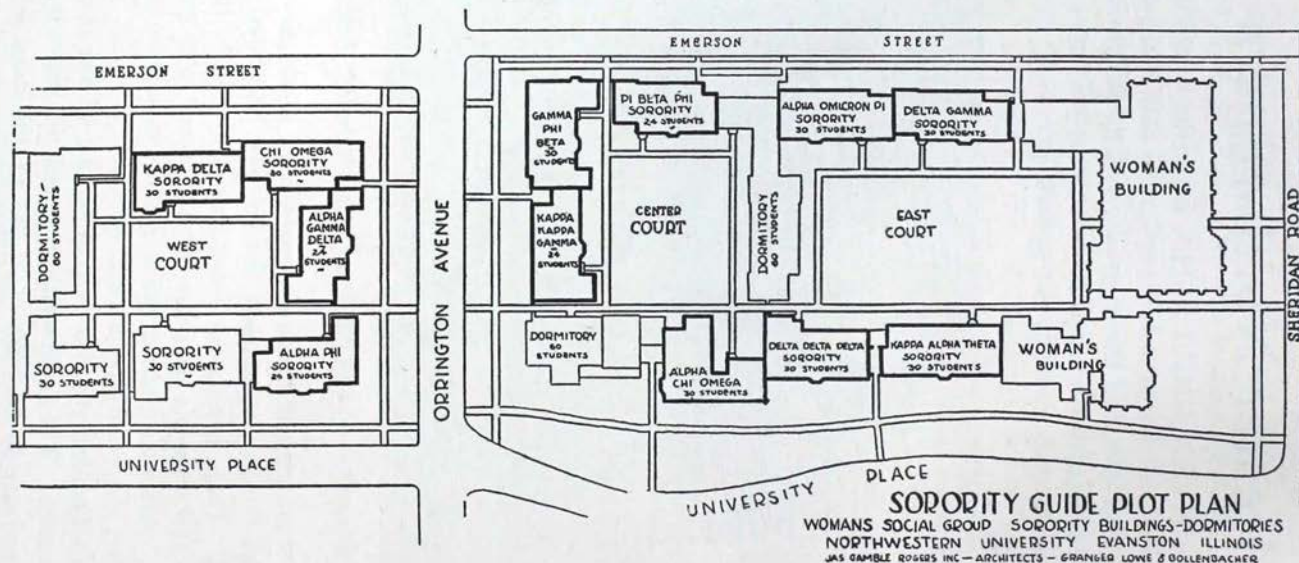 EMERSON STREET
EMERSON STREET
DORMITORY -
60 STUDENTS
KAPPA DELTA
SORORITY
30 STUDENTS
CHI OMEGA
SORORITY
30 STUDENTS
ALPHA
GAMMA
DELTA
STUDENTS
WEST
COURT
SORORITY
30 STUDENTS
SORORITY
30 STUDENTS
ALPHA PHI
SORORITY
24 STUDENTS
UNIVERSITY PLACE
ORRINGTON AVENUE
GAMMA
PHI
BETA
30
STUDENTS
PI BETA PHI
SORORITY
24 STUDENTS
ALPHA OMICRON PI
SORORITY
30 STUDENTS
DELTA GAMMA
SORORITY
30 STUDENTS
WOMAN'S
BUILDING
KAPPA
KAPPA
GAMMA
24
STUDENTS
CENTER
COURT
DORMITORY
60 STUDENTS
EAST
COURT
SHERIDAN ROAD
DORMITORY
60
STUDENTS
ALPHA
CHI OMEGA
30 STUDENTS
DELTA DELTA DELTA
SORORITY
30 STUDENTS
KAPPA ALPHA THETA
SORORITY
30 STUDENTS
WOMAN'S
BUILDING
UNIVERSITY PLACE
SORORITY GUIDE PLOT PLAN
WOMANS SOCIAL GROUP SORORITY BUILDINGS-DORMITORIES
NORTHWESTERN UNIVERSITY EVANSTON ILLINOIS
JAS GAMBLE ROGERS INC - ARCHITECTS - GRANGER LOWE & BOLLENBACHER